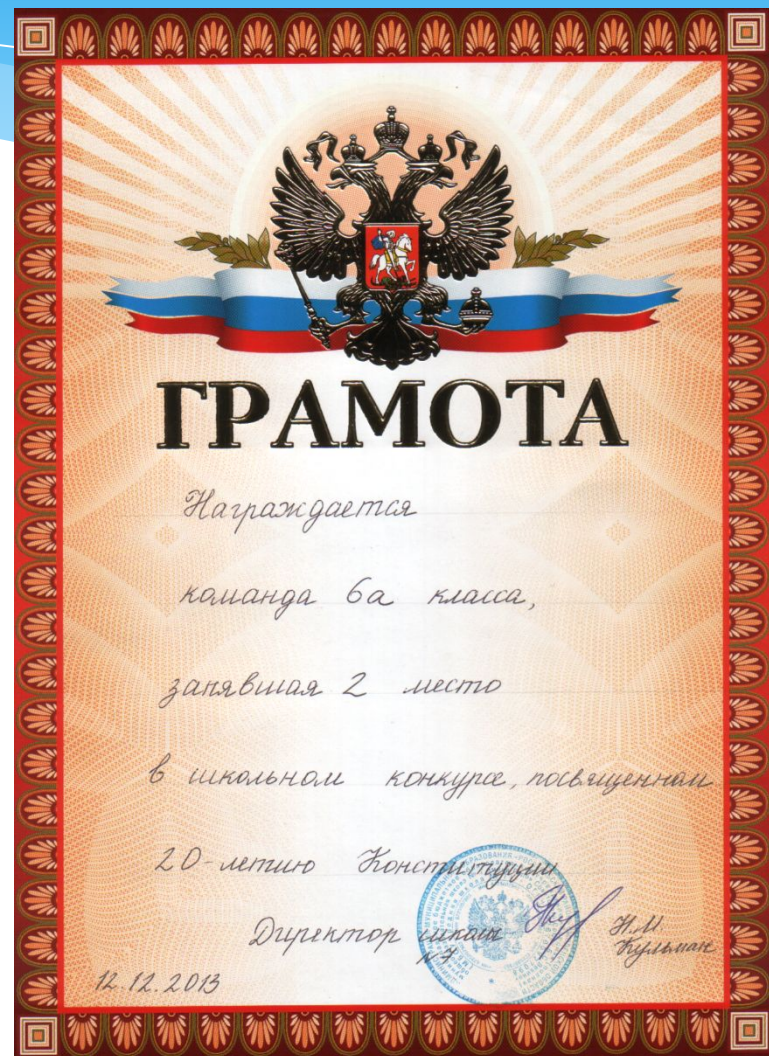 ГРАМОТА
Награждается
команда 6а класса,
занявшая 2 место
в школьном конкурсе, посвященном
20-летию Конституции
Директор школы
№7
Н.М.
Кульман
12.12.2013